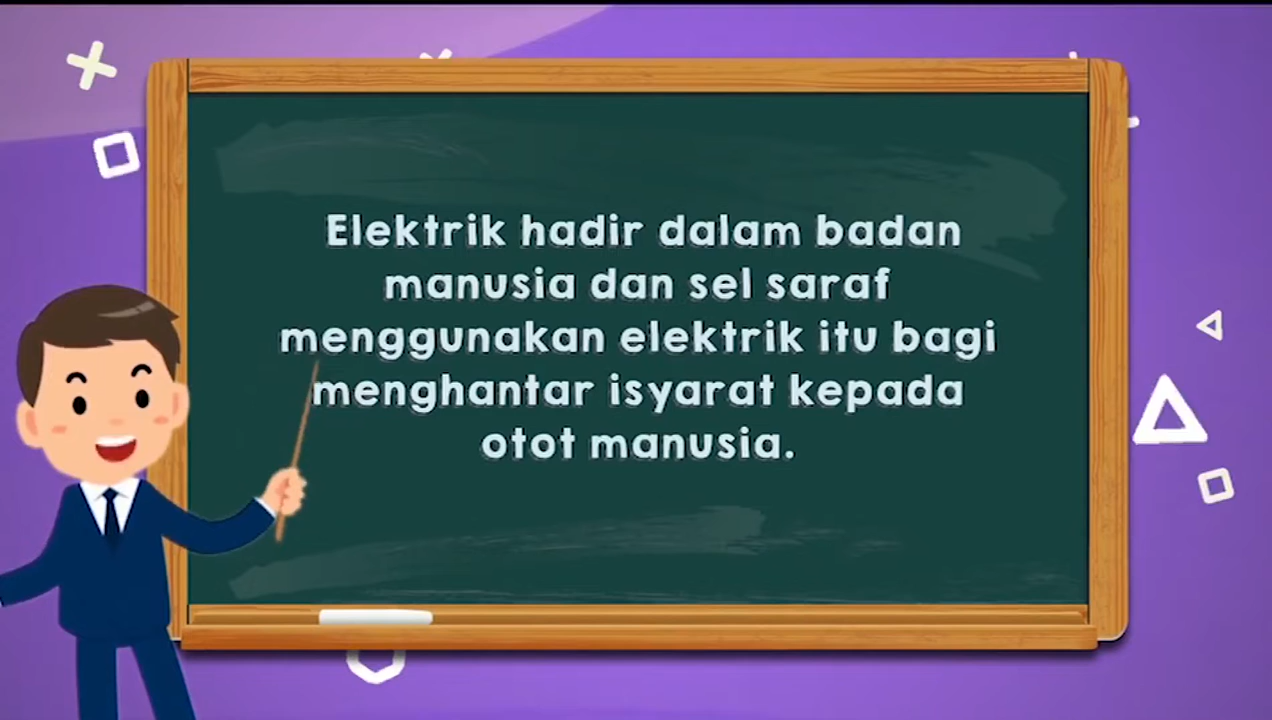 Elektrik hadir dalam badan
manusia dan sel saraf
menggunakan elektrik itu bagi
menghantar isyarat kepada
otot manusia.